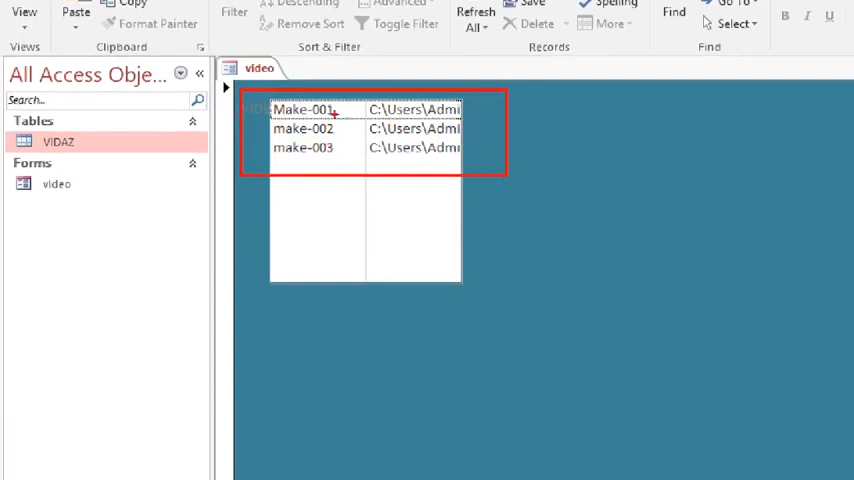 View
Views
Paste
Copy
Format Painter
Clipboard
Filter
Descending
Advanced
Remove Sort
Toggle Filter
Sort & Filter
Refresh
All
Save
Spelling
Delete
More
Records
Find
Go To
Select
Find
B I U
All Access Obje...
Search...
Tables
VIDAZ
Forms
video
video
Make-001 C:\Users\Admi
make-002 C:\Users\Admi
make-003 C:\Users\Admi